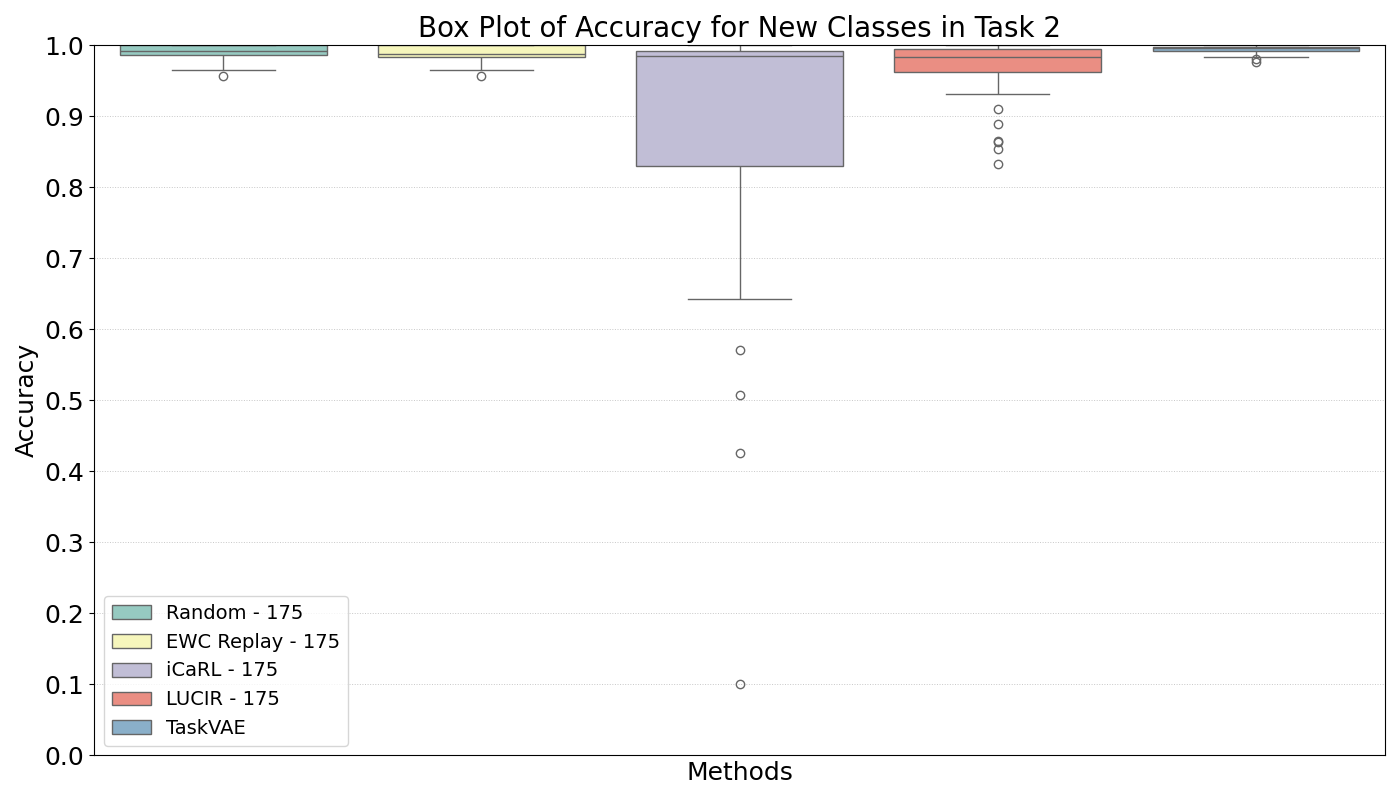 Box Plot of Accuracy for New Classes in Task 2
1.0
0.9
0.8
0.7
0.6
0.5
0.4
0.3
0.2
0.1
0.0
Accuracy
Random - 175
EWC Replay - 175
iCaRL - 175
LUCIR - 175
TaskVAE
Methods